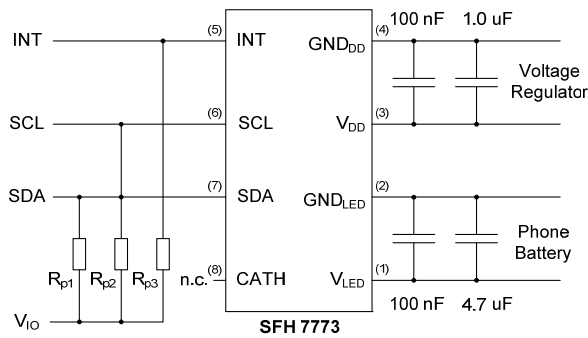 100 nF 1.0 uF
INT (5) INT GND_DD (4)
Voltage
Regulator
SCL (6) SCL V_DD (3)
SDA (7) SDA GND_LED (2)
Phone
Battery
R_p1 R_p2 R_p3 n.c. (8) CATH V_LED (1)
100 nF 4.7 uF
V_IO
SFH 7773